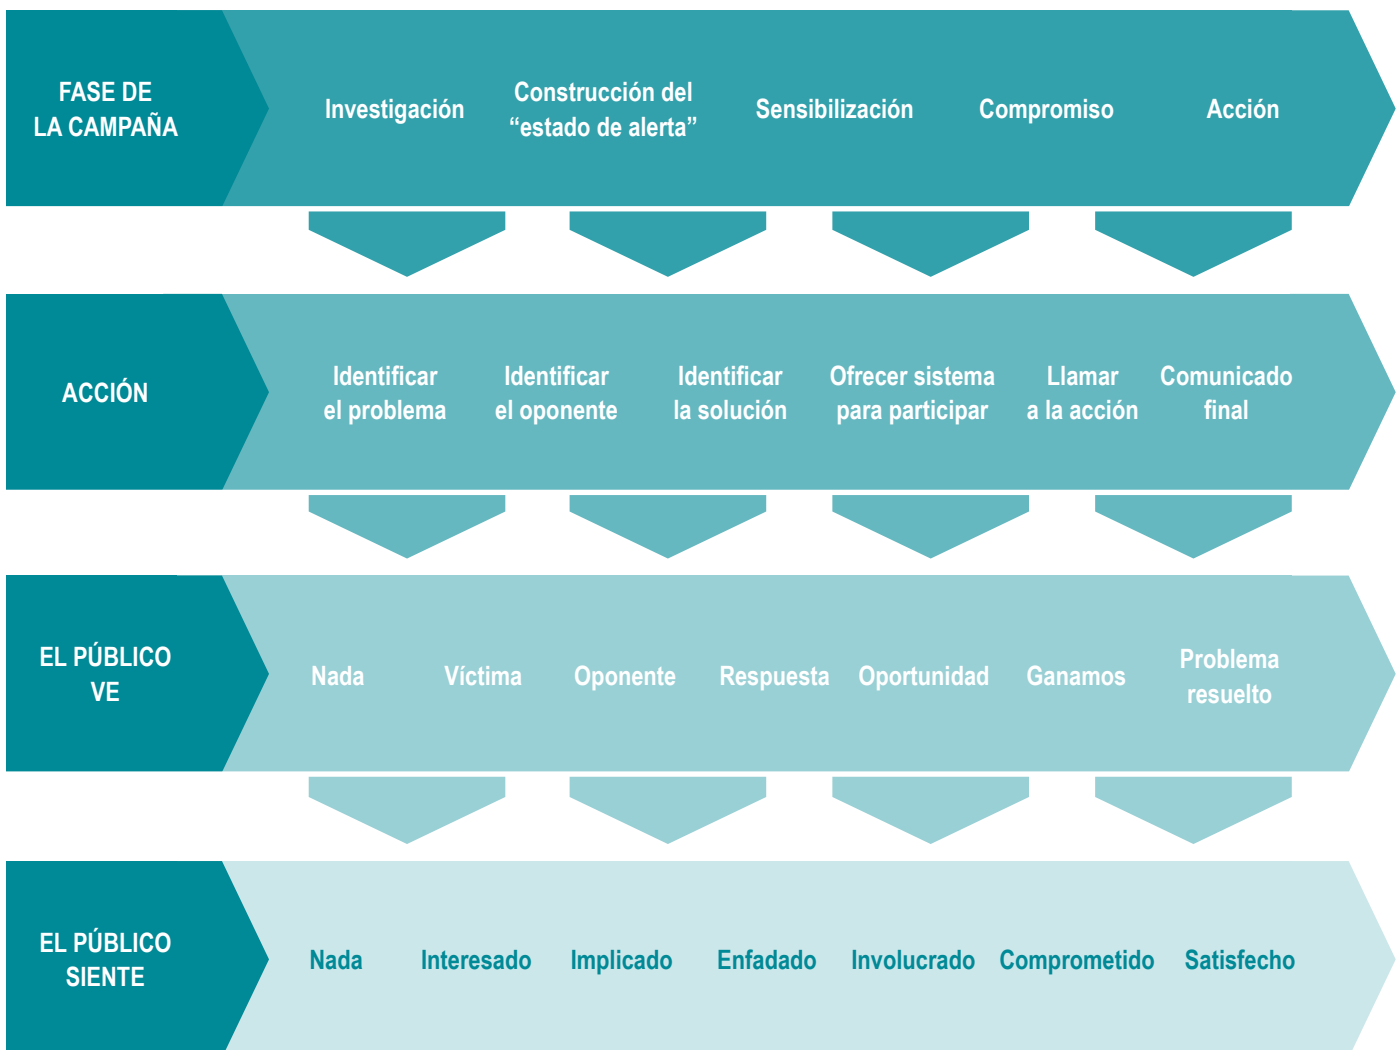 FASE DE
LA CAMPAÑA
Investigación
Construcción del
“estado de alerta”
Sensibilización
Compromiso
Acción
ACCIÓN
Identificar
el problema
Identificar
el oponente
Identificar
la solución
Ofrecer sistema
para participar
Llamar
a la acción
Comunicado
final
EL PÚBLICO
VE
Nada
Víctima
Oponente
Respuesta
Oportunidad
Ganamos
Problema
resuelto
EL PÚBLICO
SIENTE
Nada
Interesado
Implicado
Enfadado
Involucrado
Comprometido
Satisfecho